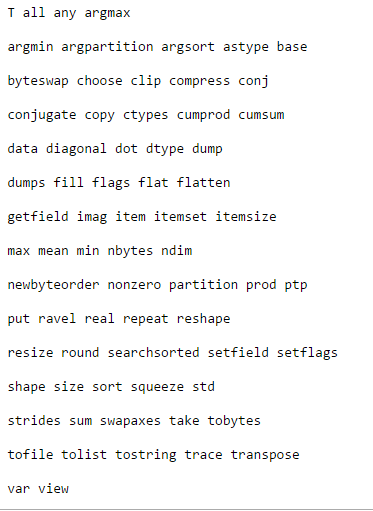 T all any argmax
argmin argpartition argsort astype base
byteswap choose clip compress conj
conjugate copy ctypes cumprod cumsum
data diagonal dot dtype dump
dumps fill flags flat flatten
getfield imag item itemset itemsize
max mean min nbytes ndim
newbyteorder nonzero partition prod ptp
put ravel real repeat reshape
resize round searchsorted setfield setflags
shape size sort squeeze std
strides sum swapaxes take tobytes
tofile tolist tostring trace transpose
var view